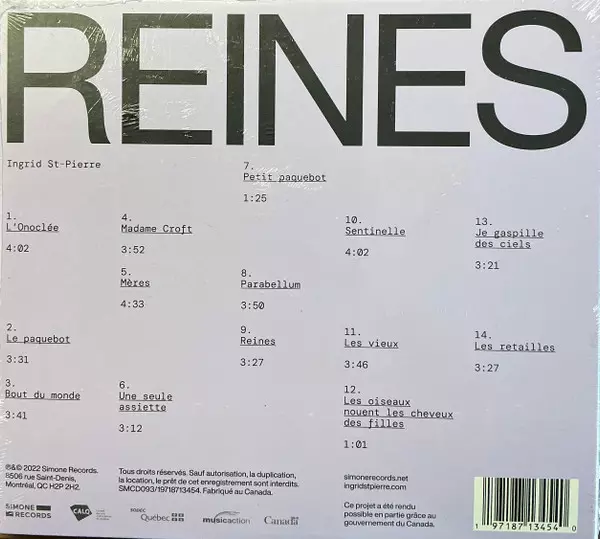 REINES
Ingrid St-Pierre
1.
L'Onoclée
4:02
2.
Le paquebot
3:31
3.
Bout du monde
3:41
4.
Madame Croft
3:52
5.
Mères
4:33
6.
Une seule
assiette
3:12
7.
Petit paquebot
1:25
8.
Parabellum
3:50
9.
Reines
3:27
10.
Sentinelle
4:02
11.
Les vieux
3:46
12.
Les oiseaux
nouent les cheveux
des filles
1:01
13.
Je gaspille
des ciels
3:21
14.
Les retailles
3:27
℗&© 2022 Simone Records.
8506 rue Saint-Denis,
Montréal, QC H2P 2H2.
Tous droits réservés. Sauf autorisation, la duplication,
la location, le prêt de cet enregistrement sont interdits.
SMCD093/19718713454. Fabriqué au Canada.
simonerecords.net
ingridstpierre.com
Ce projet a été rendu
possible en partie grâce au
gouvernement du Canada.
SIMONE
RECORDS
CALQ
Québec
musicaction
Canada
1 97187 13454 0